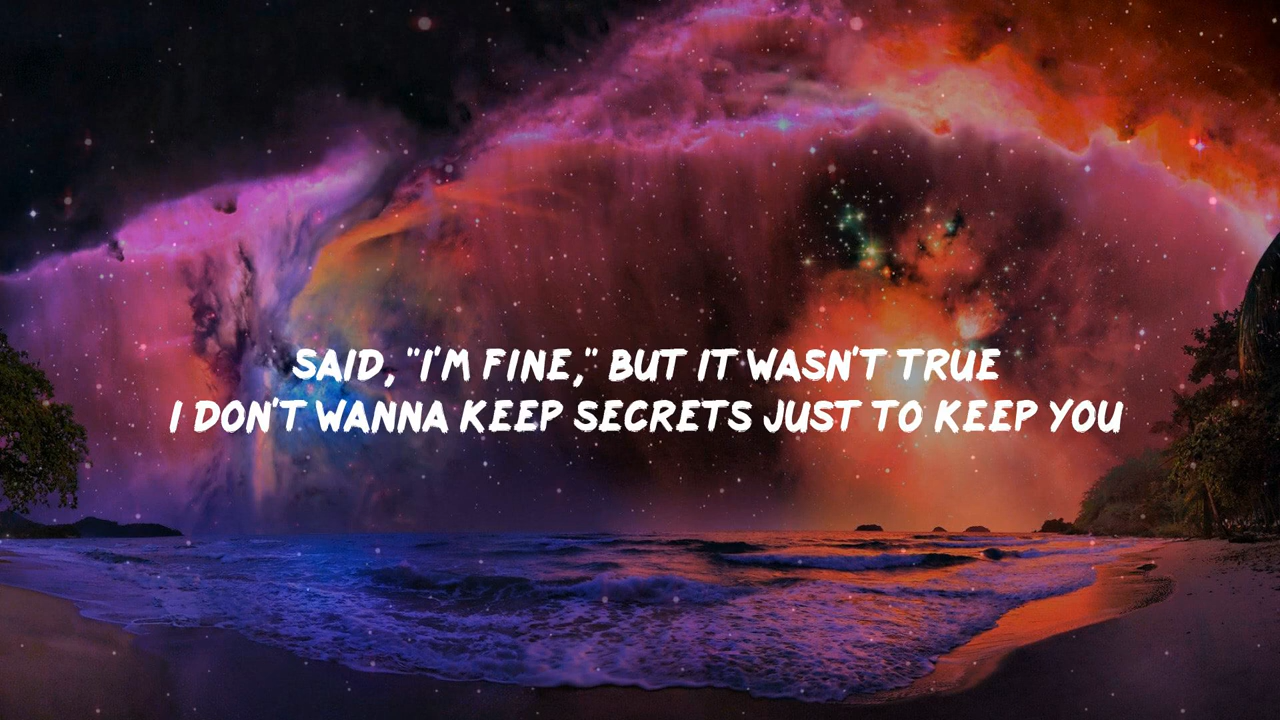 SAID, "I'M FINE," BUT IT WASN'T TRUE
I DON'T WANNA KEEP SECRETS JUST TO KEEP YOU